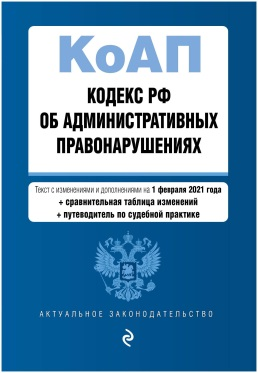 КоАП
КОДЕКС РФ
ОБ АДМИНИСТРАТИВНЫХ
ПРАВОНАРУШЕНИЯХ
Текст с изменениями и дополнениями на 1 февраля 2021 года
+ сравнительная таблица изменений
+ путеводитель по судебной практике
АКТУАЛЬНОЕ ЗАКОНОДАТЕЛЬСТВО